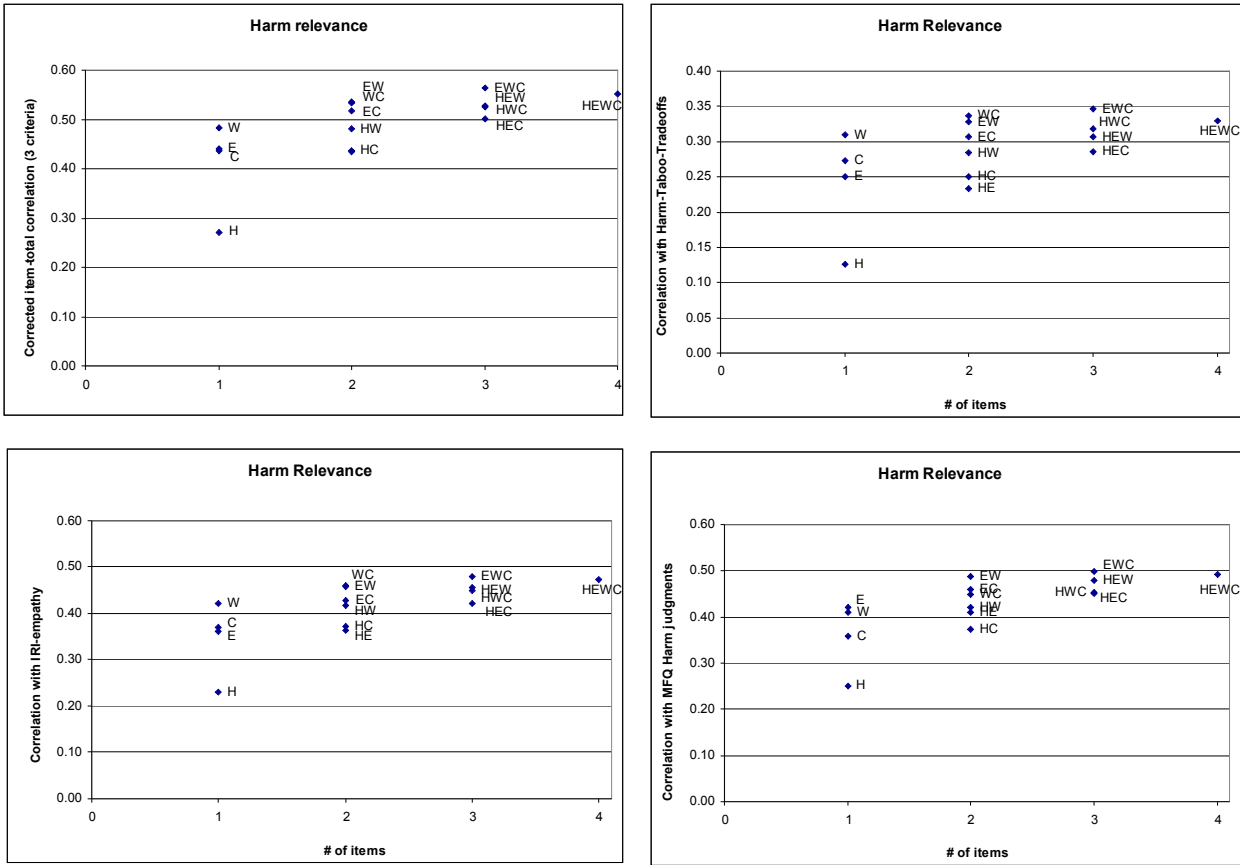 Harm relevance
Corrected item-total correlation (3 criteria)
0.60
0.50
0.40
0.30
0.20
0.10
0.00
0
1
2
3
4
W
E
C
H
EW
WC
EC
HW
HC
EWC
HEW
HWC
HEC
HEWC
Harm Relevance
Correlation with Harm-Taboo-Tradeoffs
0.40
0.35
0.30
0.25
0.20
0.15
0.10
0.05
0.00
0
1
2
3
4
# of items
W
C
E
H
WC
EW
EC
HW
HC
HE
EWC
HWC
HEW
HEC
HEWC
Harm Relevance
Correlation with IRI-empathy
0.60
0.50
0.40
0.30
0.20
0.10
0.00
0
1
2
3
4
# of items
W
C
E
H
WC
EW
EC
HW
HC
HE
EWC
HEW
HWC
HEC
HEWC
Harm Relevance
Correlation with MFQ Harm judgments
0.60
0.50
0.40
0.30
0.20
0.10
0.00
0
1
2
3
4
# of items
E
W
C
H
EW
EC
WC
HW
HE
HC
EWC
HEW
HWC
HEC
HEWC